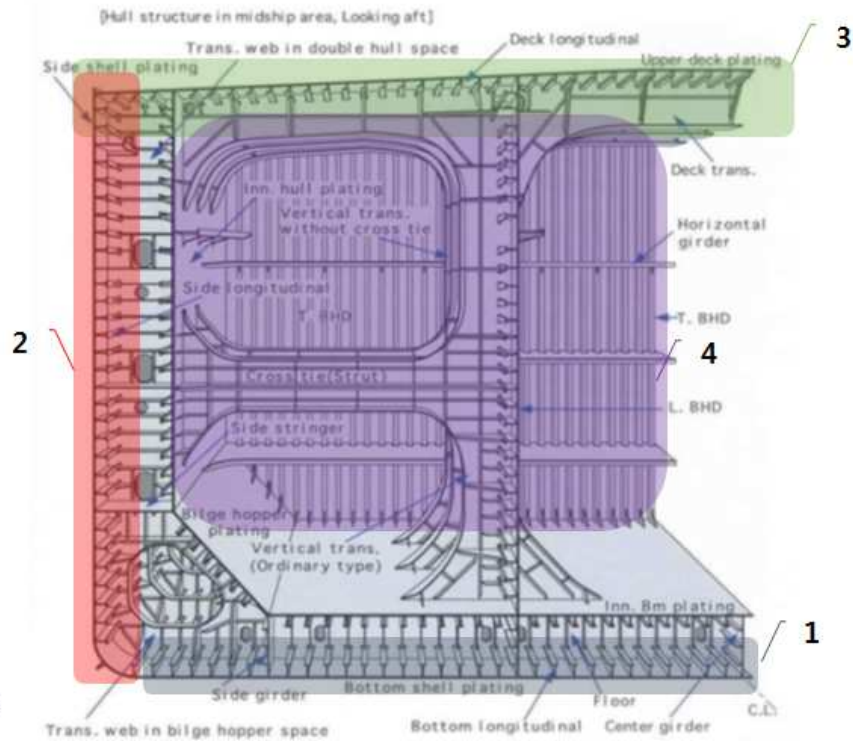 [Hull structure in midship area, Looking aft]
3
Deck longitudinal
Trans. web in double hull space
Upper deck plating
Side shell plating
Deck trans.
Inn. hull plating
Vertical trans.
without cross tie
Horizontal
girder
Side longitudinal
T. BHD
T. BHD
2
4
Cross tie(Strut)
L. BHD
Side stringer
Bilge hopper
plating
Vertical trans.
(Ordinary type)
Inn. Bm plating
1
Side girder
Bottom shell plating
Floor
C.L.
Trans. web in bilge hopper space
Bottom longitudinal
Center girder